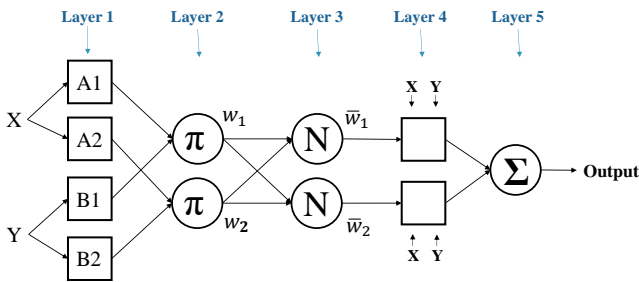 Layer 1 Layer 2 Layer 3 Layer 4 Layer 5
X Y
A1
w₁ w̅₁
X
A2
π N
Σ Output
B1
π N
Y
w₂ w̅₂
B2
X Y